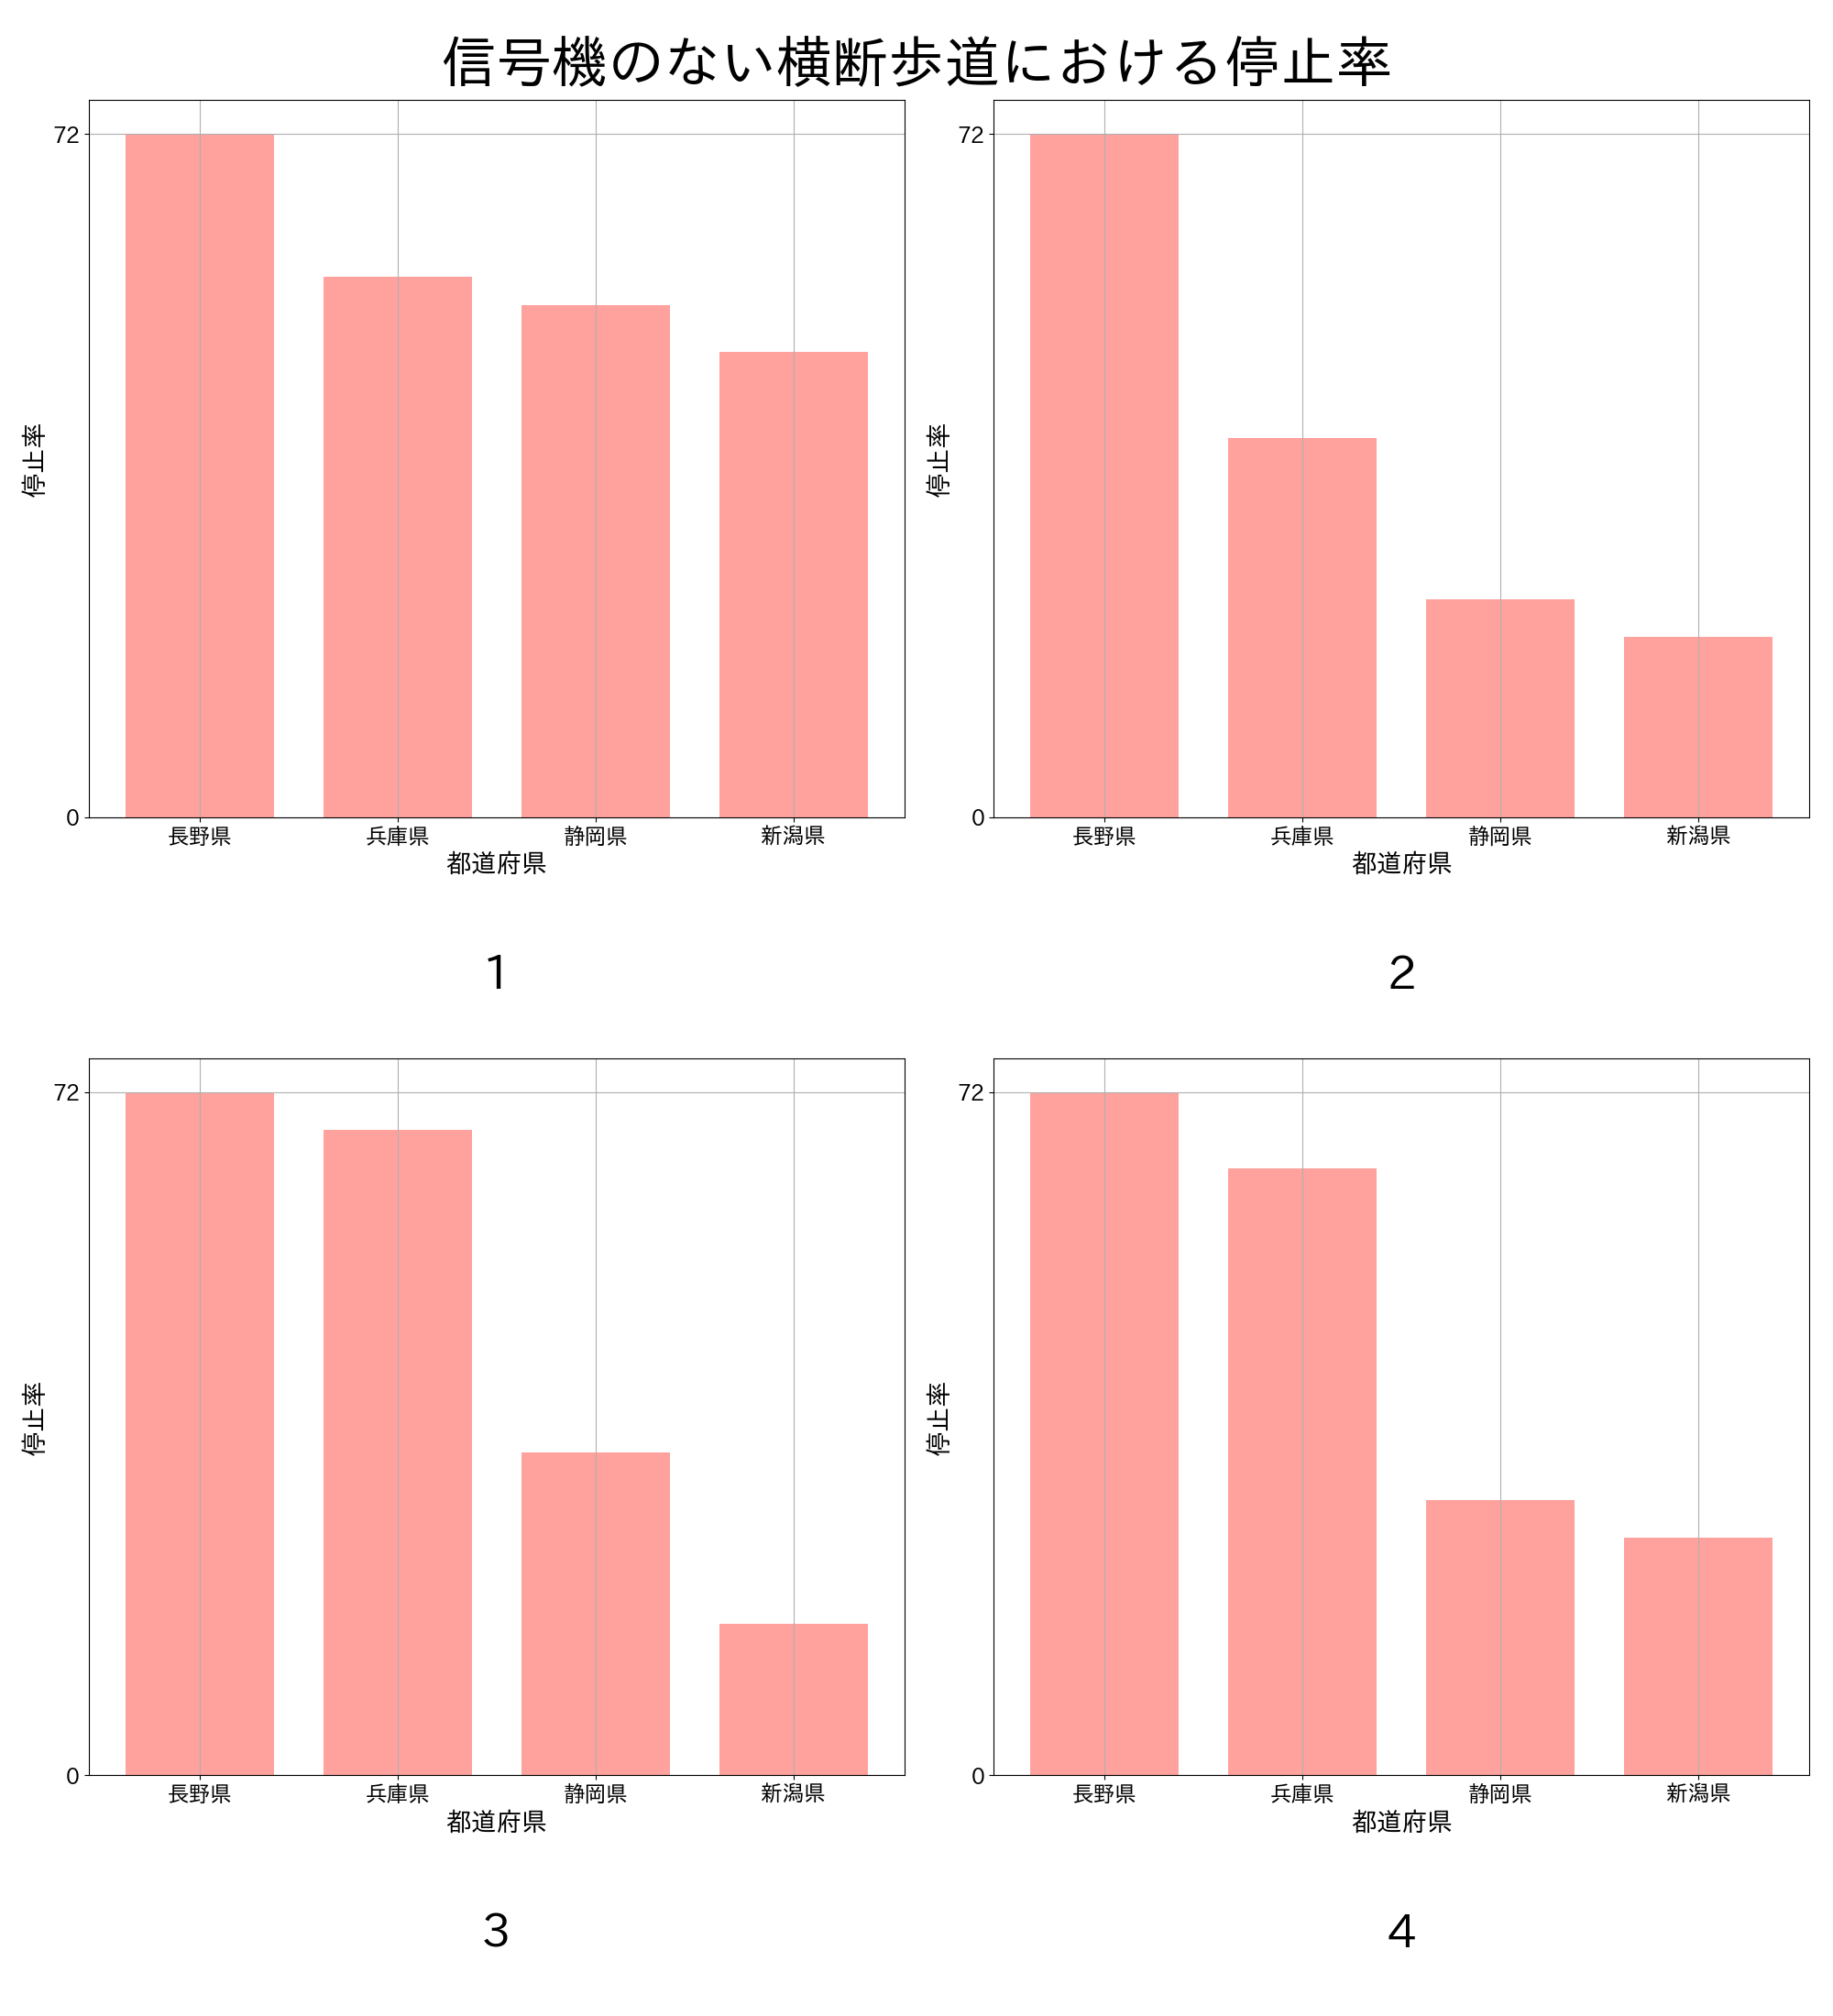 信号機のない横断歩道における停止率
72
0
停止率
長野県 兵庫県 静岡県 新潟県
都道府県
1
72
0
停止率
長野県 兵庫県 静岡県 新潟県
都道府県
2
72
0
停止率
長野県 兵庫県 静岡県 新潟県
都道府県
3
72
0
停止率
長野県 兵庫県 静岡県 新潟県
都道府県
4